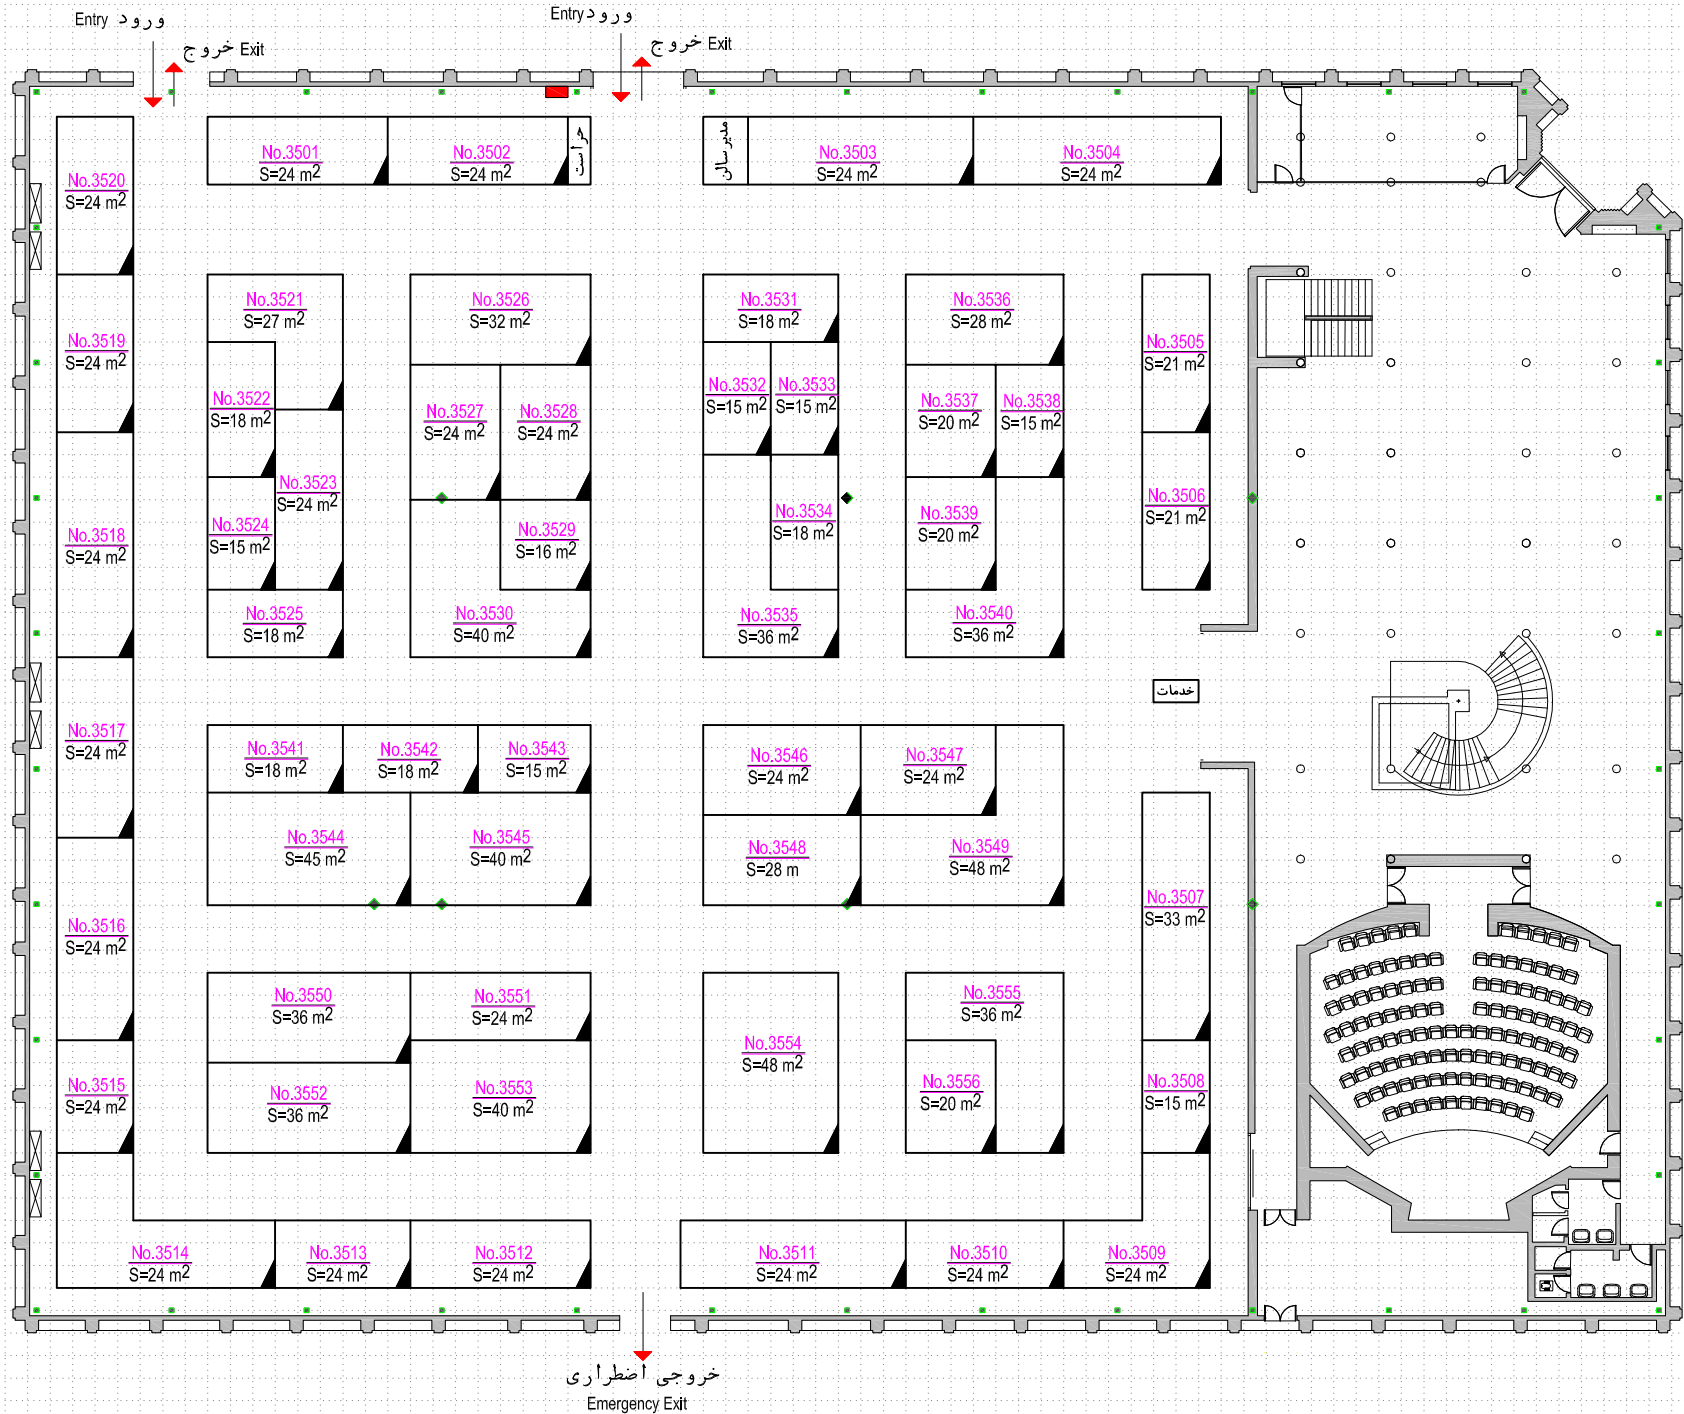 ورود Entry
خروج Exit
ورود Entry
خروج Exit
No.3501
S=24 m2
No.3502
S=24 m2
حراست
مدیر سالن
No.3503
S=24 m2
No.3504
S=24 m2
No.3520
S=24 m2
No.3519
S=24 m2
No.3518
S=24 m2
No.3517
S=24 m2
No.3516
S=24 m2
No.3515
S=24 m2
No.3521
S=27 m2
No.3522
S=18 m2
No.3523
S=24 m2
No.3524
S=15 m2
No.3525
S=18 m2
No.3526
S=32 m2
No.3527
S=24 m2
No.3528
S=24 m2
No.3529
S=16 m2
No.3530
S=40 m2
No.3531
S=18 m2
No.3532
S=15 m2
No.3533
S=15 m2
No.3534
S=18 m2
No.3535
S=36 m2
No.3536
S=28 m2
No.3537
S=20 m2
No.3538
S=15 m2
No.3539
S=20 m2
No.3540
S=36 m2
No.3505
S=21 m2
No.3506
S=21 m2
خدمات
No.3541
S=18 m2
No.3542
S=18 m2
No.3543
S=15 m2
No.3544
S=45 m2
No.3545
S=40 m2
No.3546
S=24 m2
No.3547
S=24 m2
No.3548
S=28 m
No.3549
S=48 m2
No.3507
S=33 m2
No.3550
S=36 m2
No.3551
S=24 m2
No.3552
S=36 m2
No.3553
S=40 m2
No.3554
S=48 m2
No.3555
S=36 m2
No.3556
S=20 m2
No.3508
S=15 m2
No.3514
S=24 m2
No.3513
S=24 m2
No.3512
S=24 m2
No.3511
S=24 m2
No.3510
S=24 m2
No.3509
S=24 m2
خروجی اضطراری
Emergency Exit